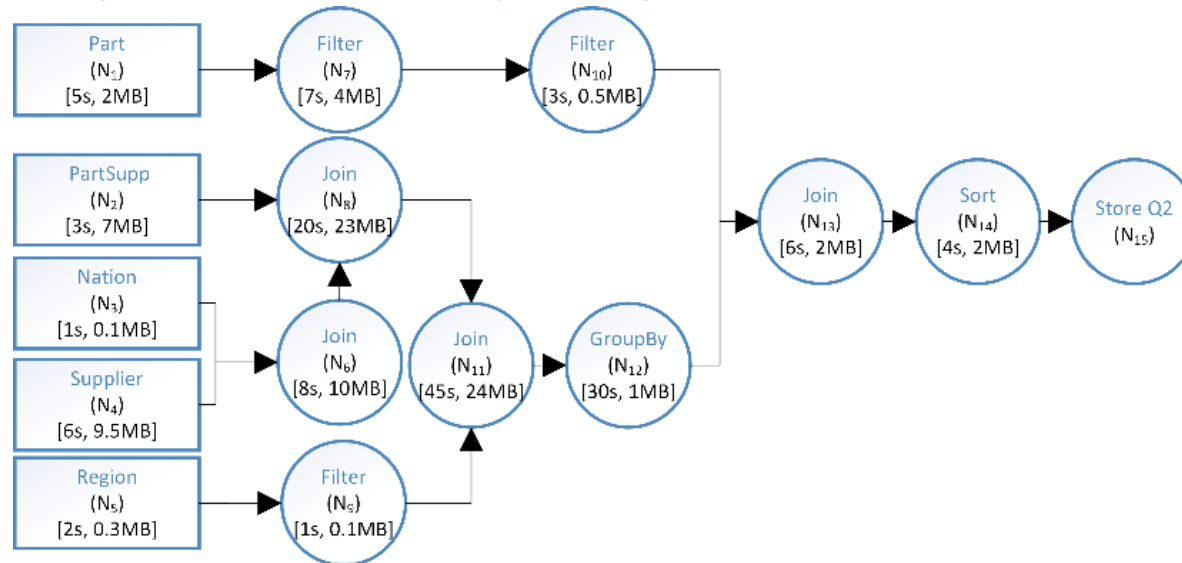 Part
(N₁)
[5s, 2MB]
Filter
(N₇)
[7s, 4MB]
Filter
(N₁₀)
[3s, 0.5MB]
PartSupp
(N₂)
[3s, 7MB]
Join
(N₈)
[20s, 23MB]
Join
(N₁₃)
[6s, 2MB]
Sort
(N₁₄)
[4s, 2MB]
Store Q2
(N₁₅)
Nation
(N₃)
[1s, 0.1MB]
Supplier
(N₄)
[6s, 9.5MB]
Join
(N₆)
[8s, 10MB]
Join
(N₁₁)
[45s, 24MB]
GroupBy
(N₁₂)
[30s, 1MB]
Region
(N₅)
[2s, 0.3MB]
Filter
(N₉)
[1s, 0.1MB]